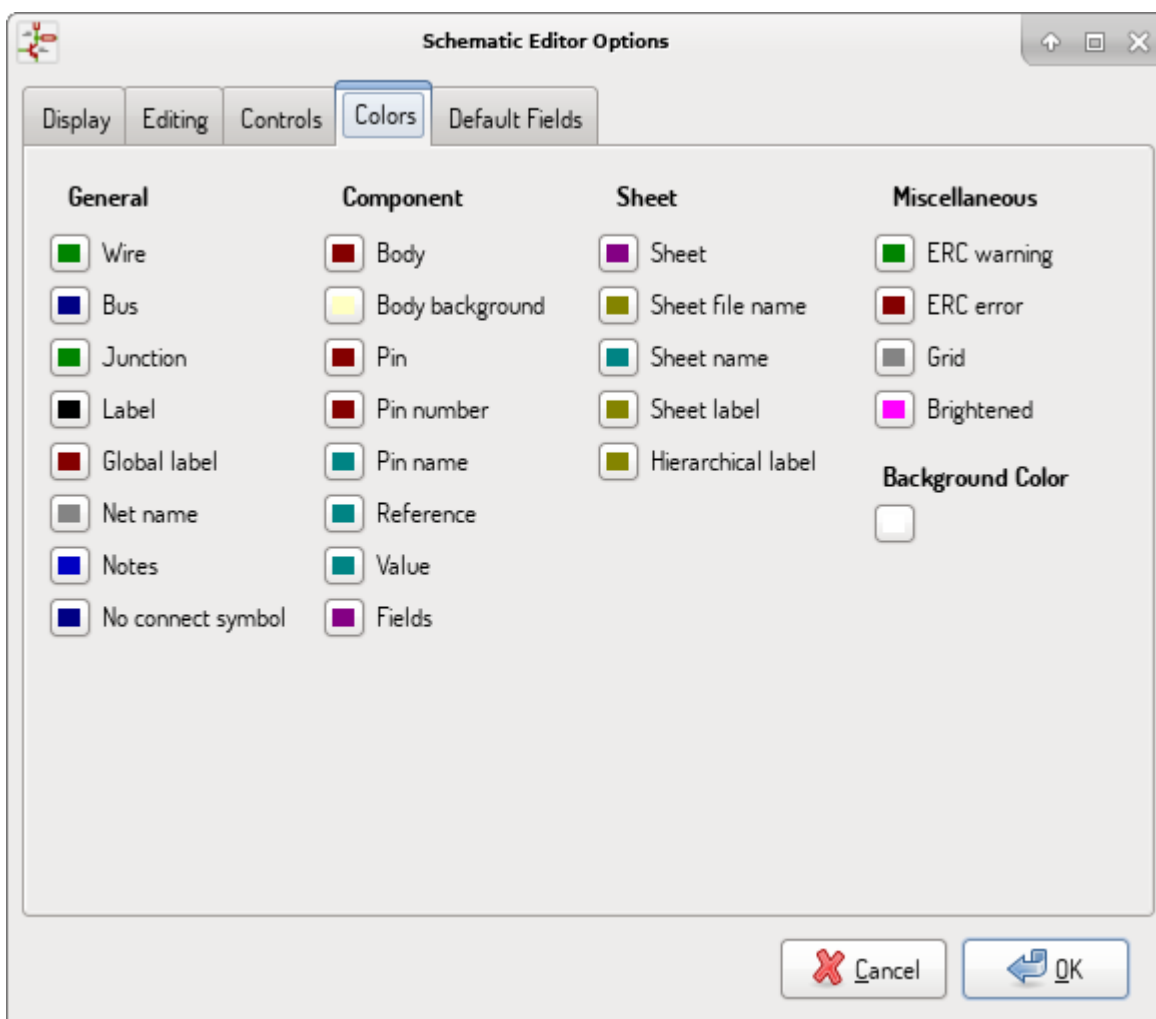 Schematic Editor Options
Display Editing Controls Colors Default Fields
General Component Sheet Miscellaneous
Wire Body Sheet ERC warning
Bus Body background Sheet file name ERC error
Junction Pin Sheet name Grid
Label Pin number Sheet label Brightened
Global label Pin name Hierarchical label
Background Color
Net name Reference
Notes Value
No connect symbol Fields
Cancel OK